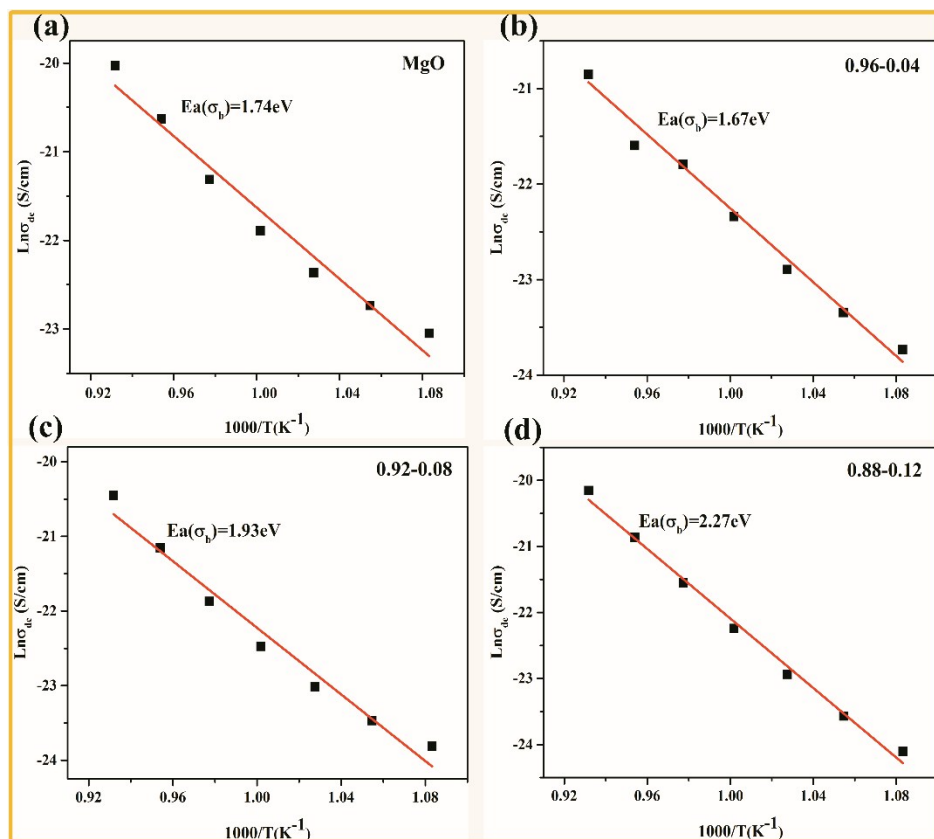 (a)
MgO
Ea(σb)=1.74eV
Lnσdc (S/cm)
-20
-21
-22
-23
0.92 0.96 1.00 1.04 1.08
1000/T(K-1)
(b)
0.96-0.04
Ea(σb)=1.67eV
Lnσdc (S/cm)
-21
-22
-23
-24
0.92 0.96 1.00 1.04 1.08
1000/T(K-1)
(c)
0.92-0.08
Ea(σb)=1.93eV
Lnσdc (S/cm)
-20
-21
-22
-23
-24
0.92 0.96 1.00 1.04 1.08
1000/T(K-1)
(d)
0.88-0.12
Ea(σb)=2.27eV
Lnσdc (S/cm)
-20
-21
-22
-23
-24
0.92 0.96 1.00 1.04 1.08
1000/T(K-1)